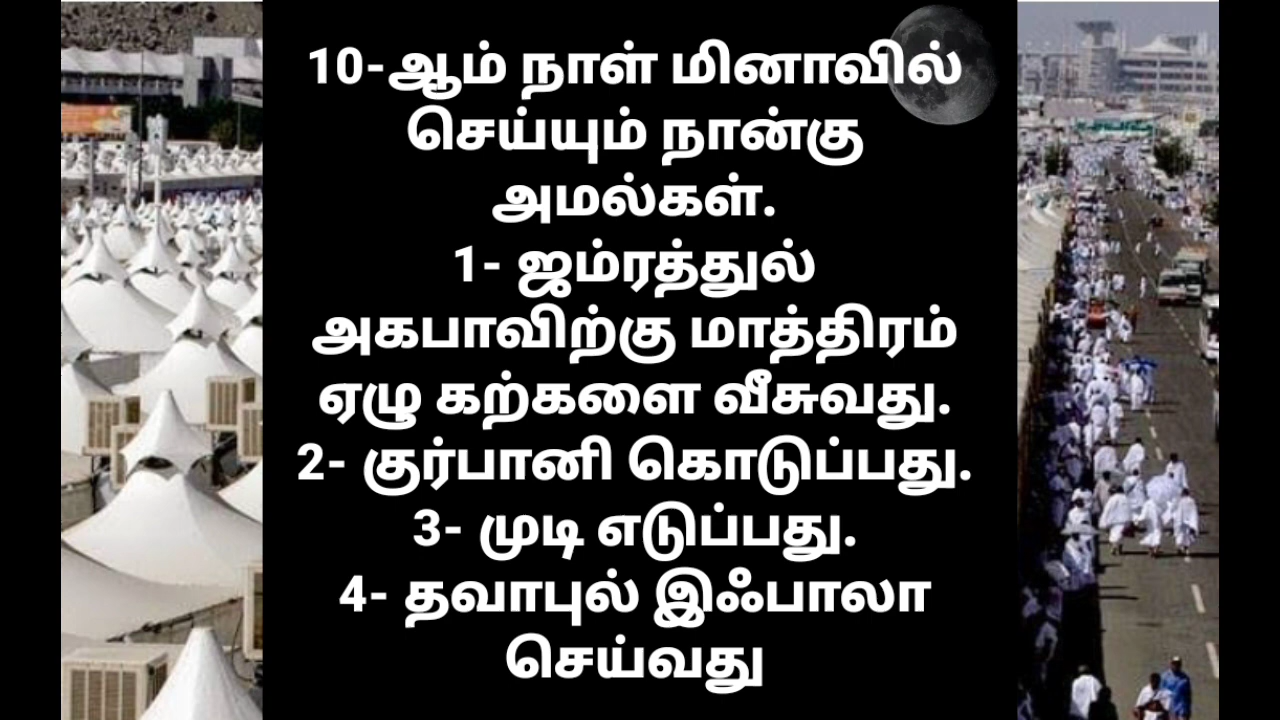 10-ஆம் நாள் மினாவில்
செய்யும் நான்கு
அமல்கள்.
1- ஜம்ரத்துல்
அகபாவிற்கு மாத்திரம்
ஏழு கற்களை வீசுவது.
2- குர்பானி கொடுப்பது.
3- முடி எடுப்பது.
4- தவாபுல் இஃபாலா
செய்வது